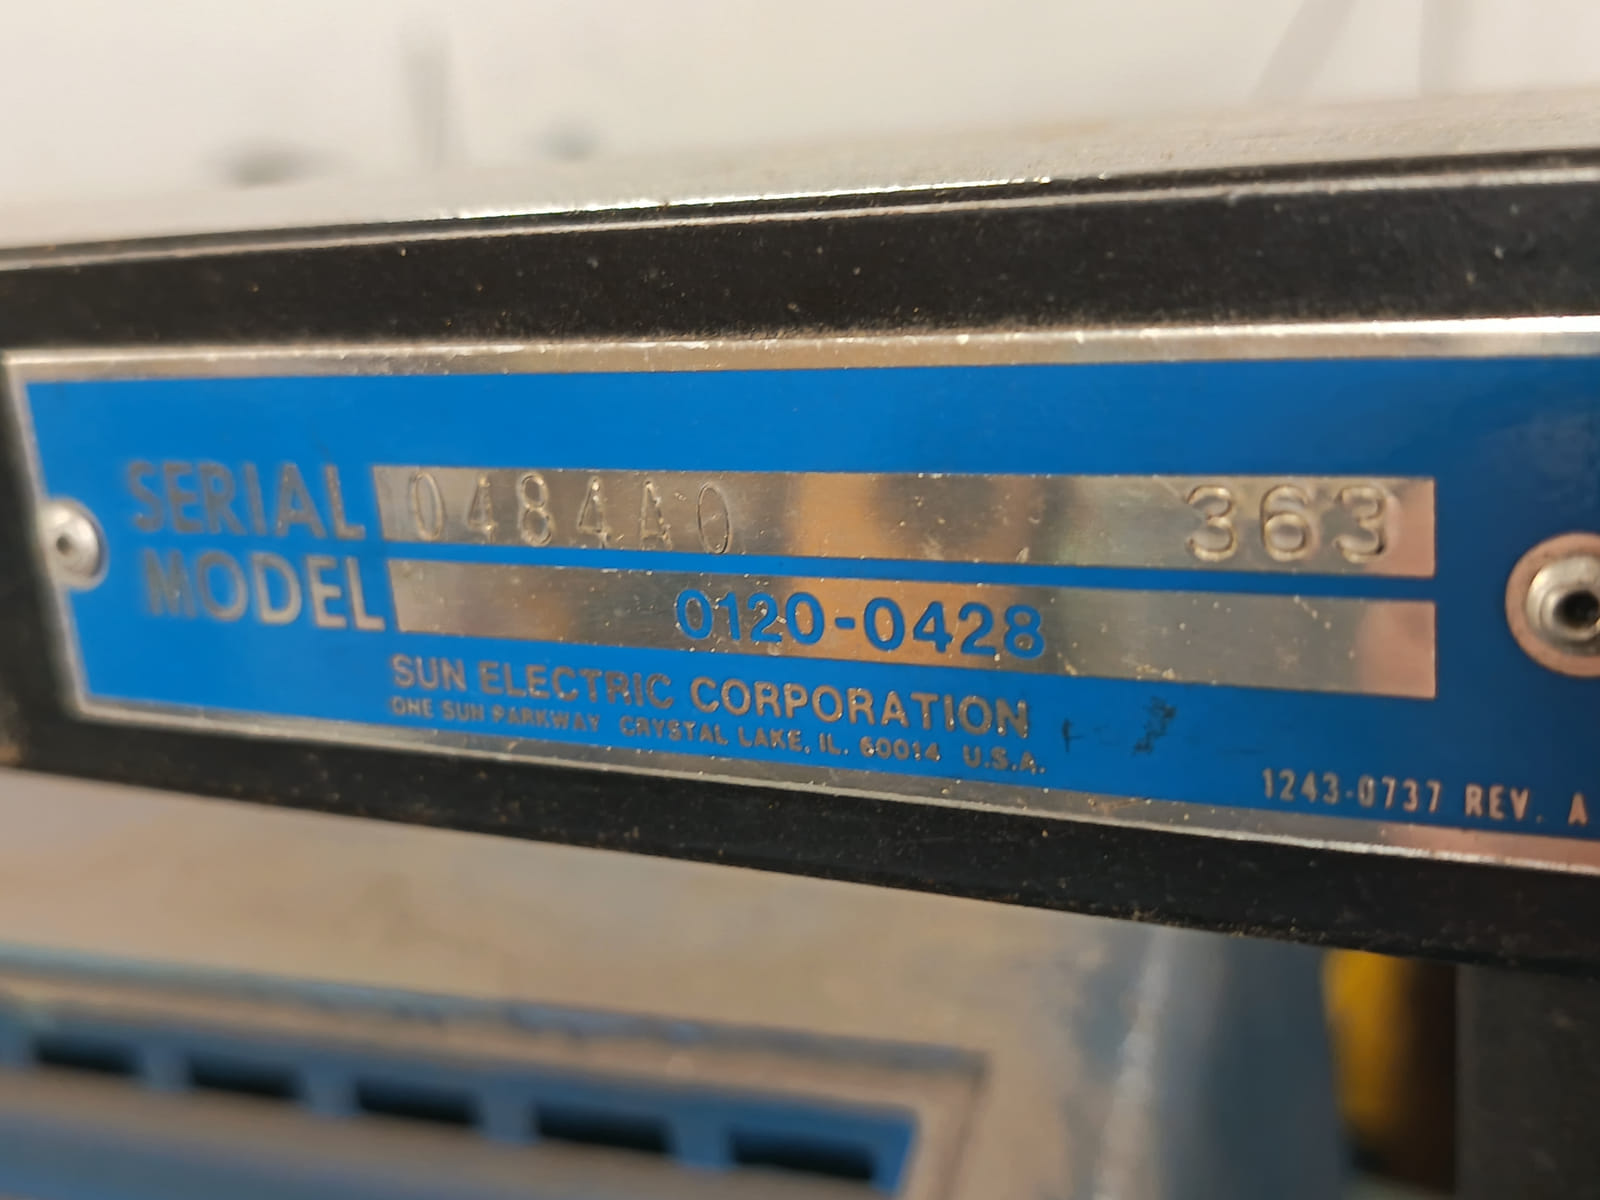 SERIAL 0484A0 363
MODEL 0120-0428
SUN ELECTRIC CORPORATION
ONE SUN PARKWAY CRYSTAL LAKE, IL. 60014 U.S.A.
1243-0737 REV. A